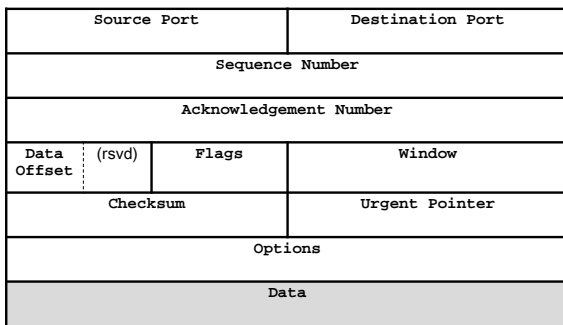 Source Port Destination Port
Sequence Number
Acknowledgement Number
Data (rsvd) Flags Window
Offset
Checksum Urgent Pointer
Options
Data